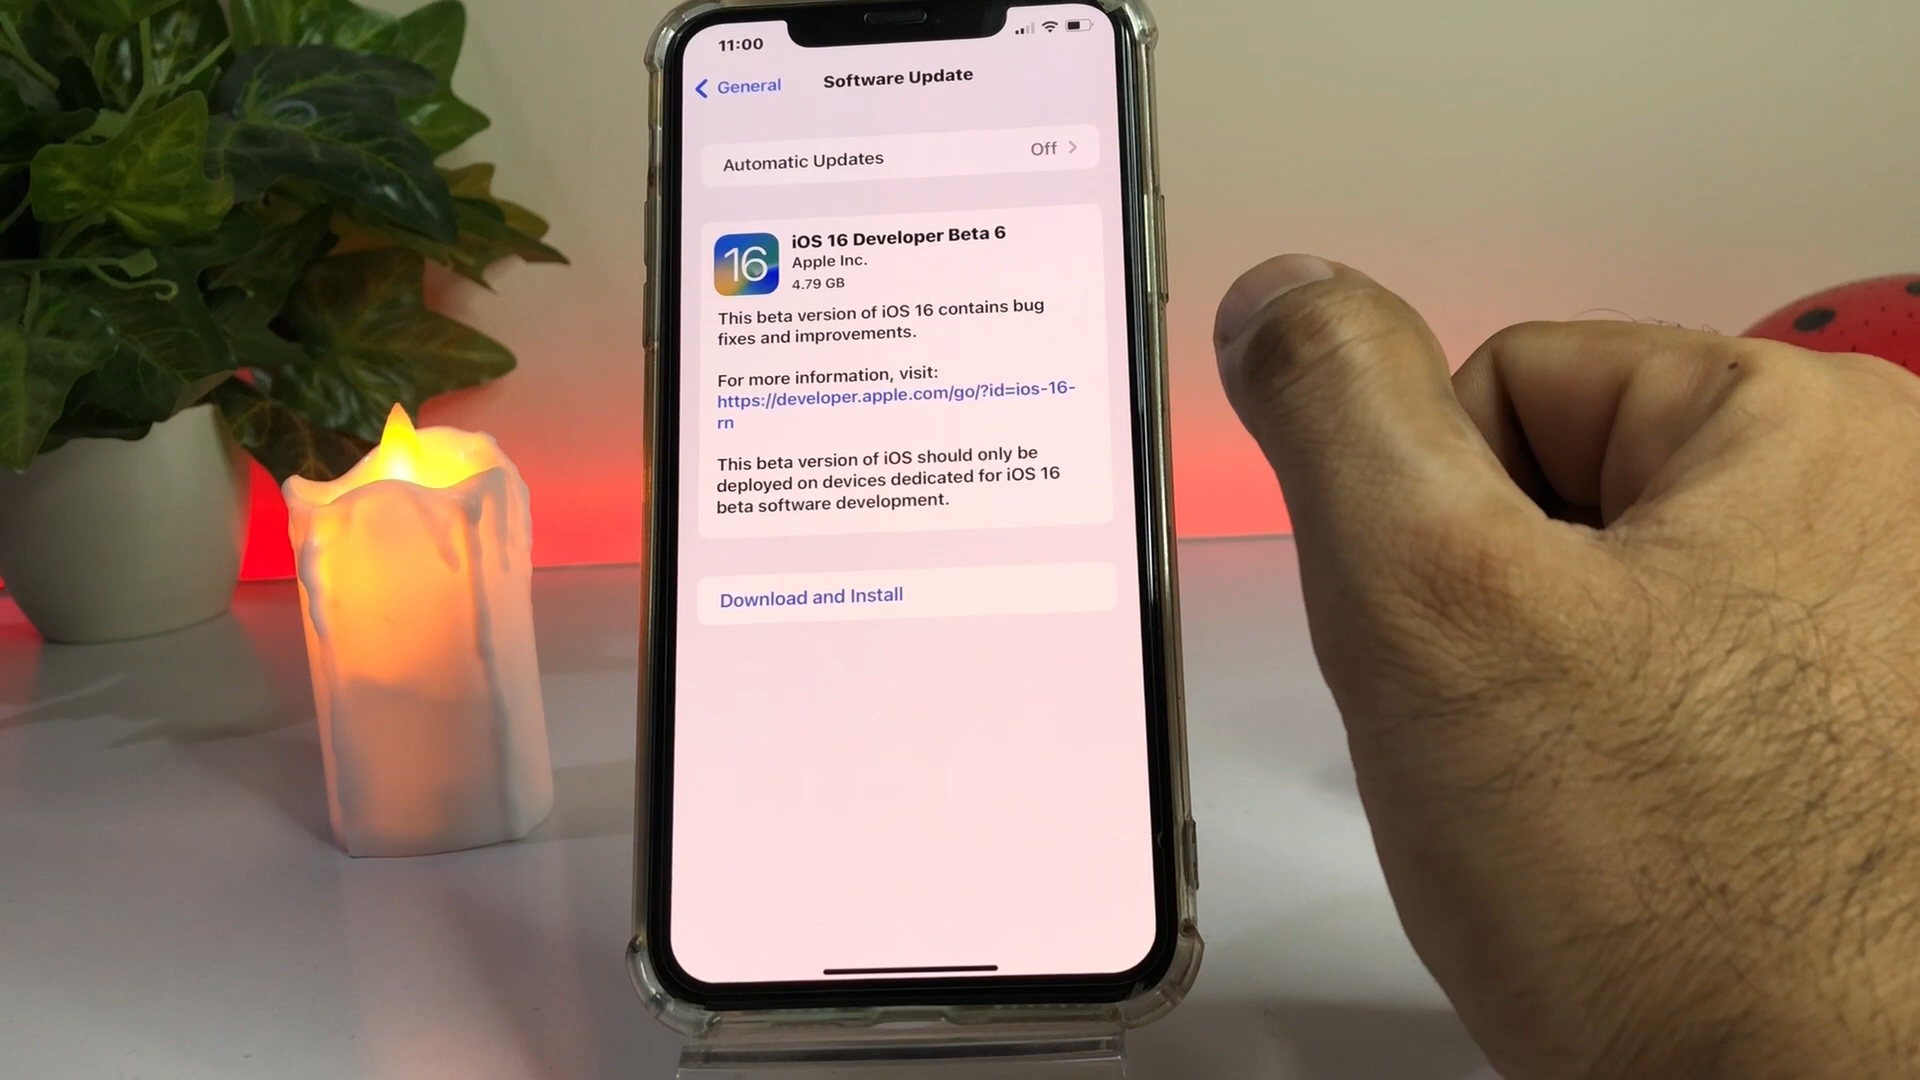 11:00
General
Software Update
Automatic Updates
Off
16
iOS 16 Developer Beta 6
Apple Inc.
4.79 GB
This beta version of iOS 16 contains bug
fixes and improvements.
For more information, visit:
https://developer.apple.com/go/?id=ios-16-
rn
This beta version of iOS should only be
deployed on devices dedicated for iOS 16
beta software development.
Download and Install